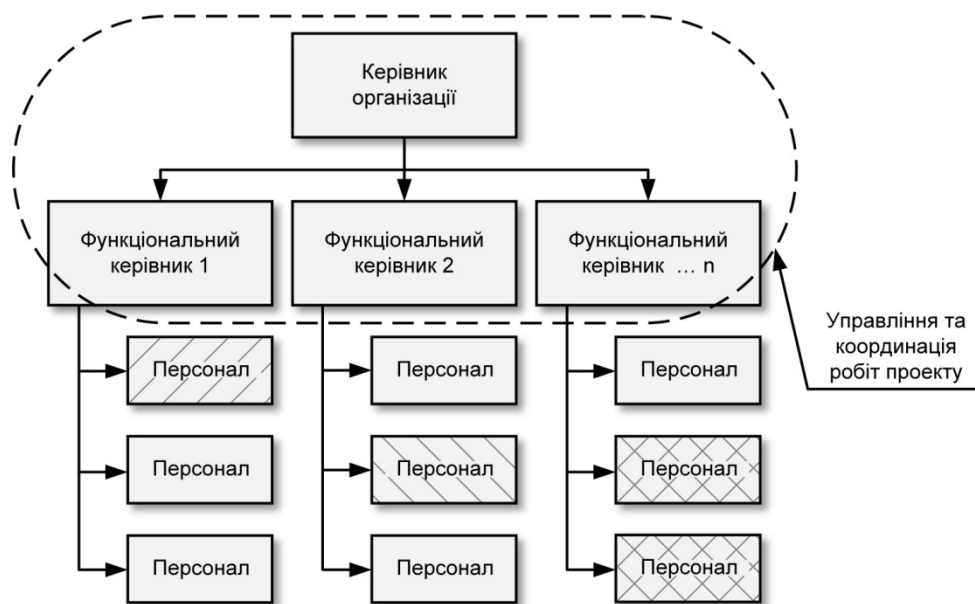 Керівник
організації
Функціональний
керівник 1
Функціональний
керівник 2
Функціональний
керівник ... n
Управління та
координація
робіт проекту
Персонал
Персонал
Персонал
Персонал
Персонал
Персонал
Персонал
Персонал
Персонал